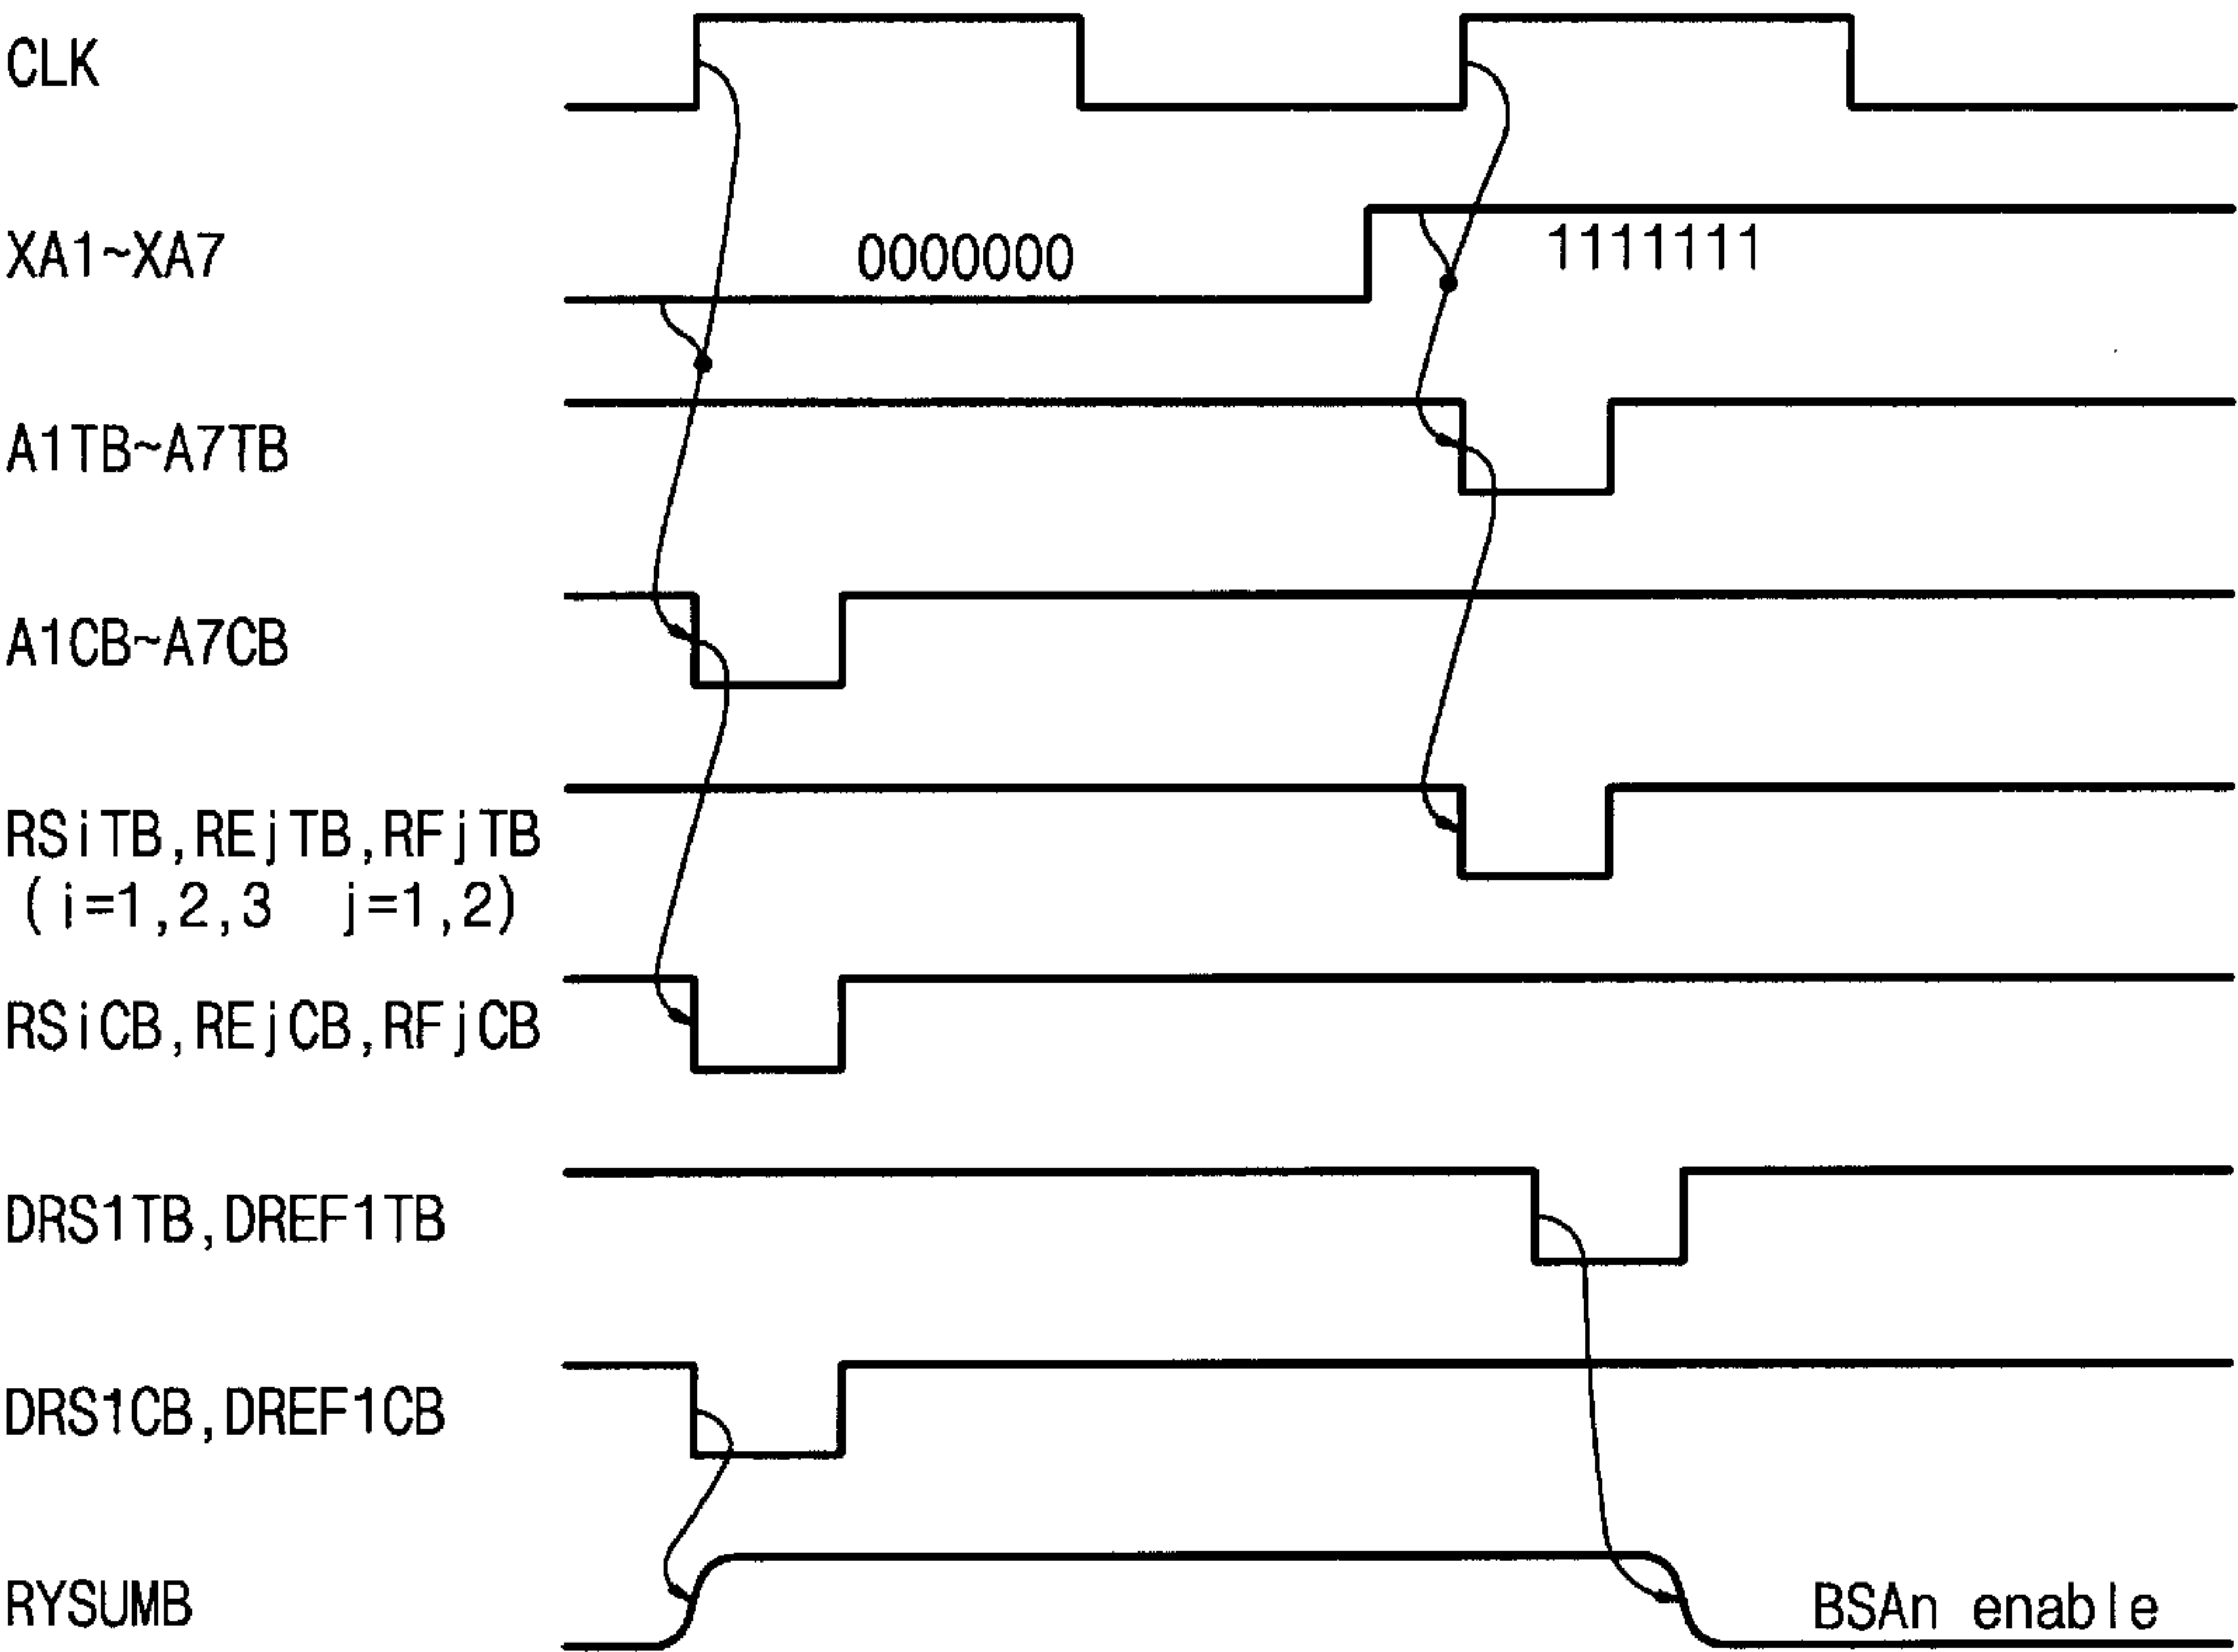 CLK
XA1~XA7
0000000
1111111
A1TB~A7TB
A1CB~A7CB
RSiTB,REjTB,RFjTB
(i=1,2,3 j=1,2)
RSiCB,REjCB,RFjCB
DRS1TB,DREF1TB
DRS1CB,DREF1CB
RYSUMB
BSAn enable